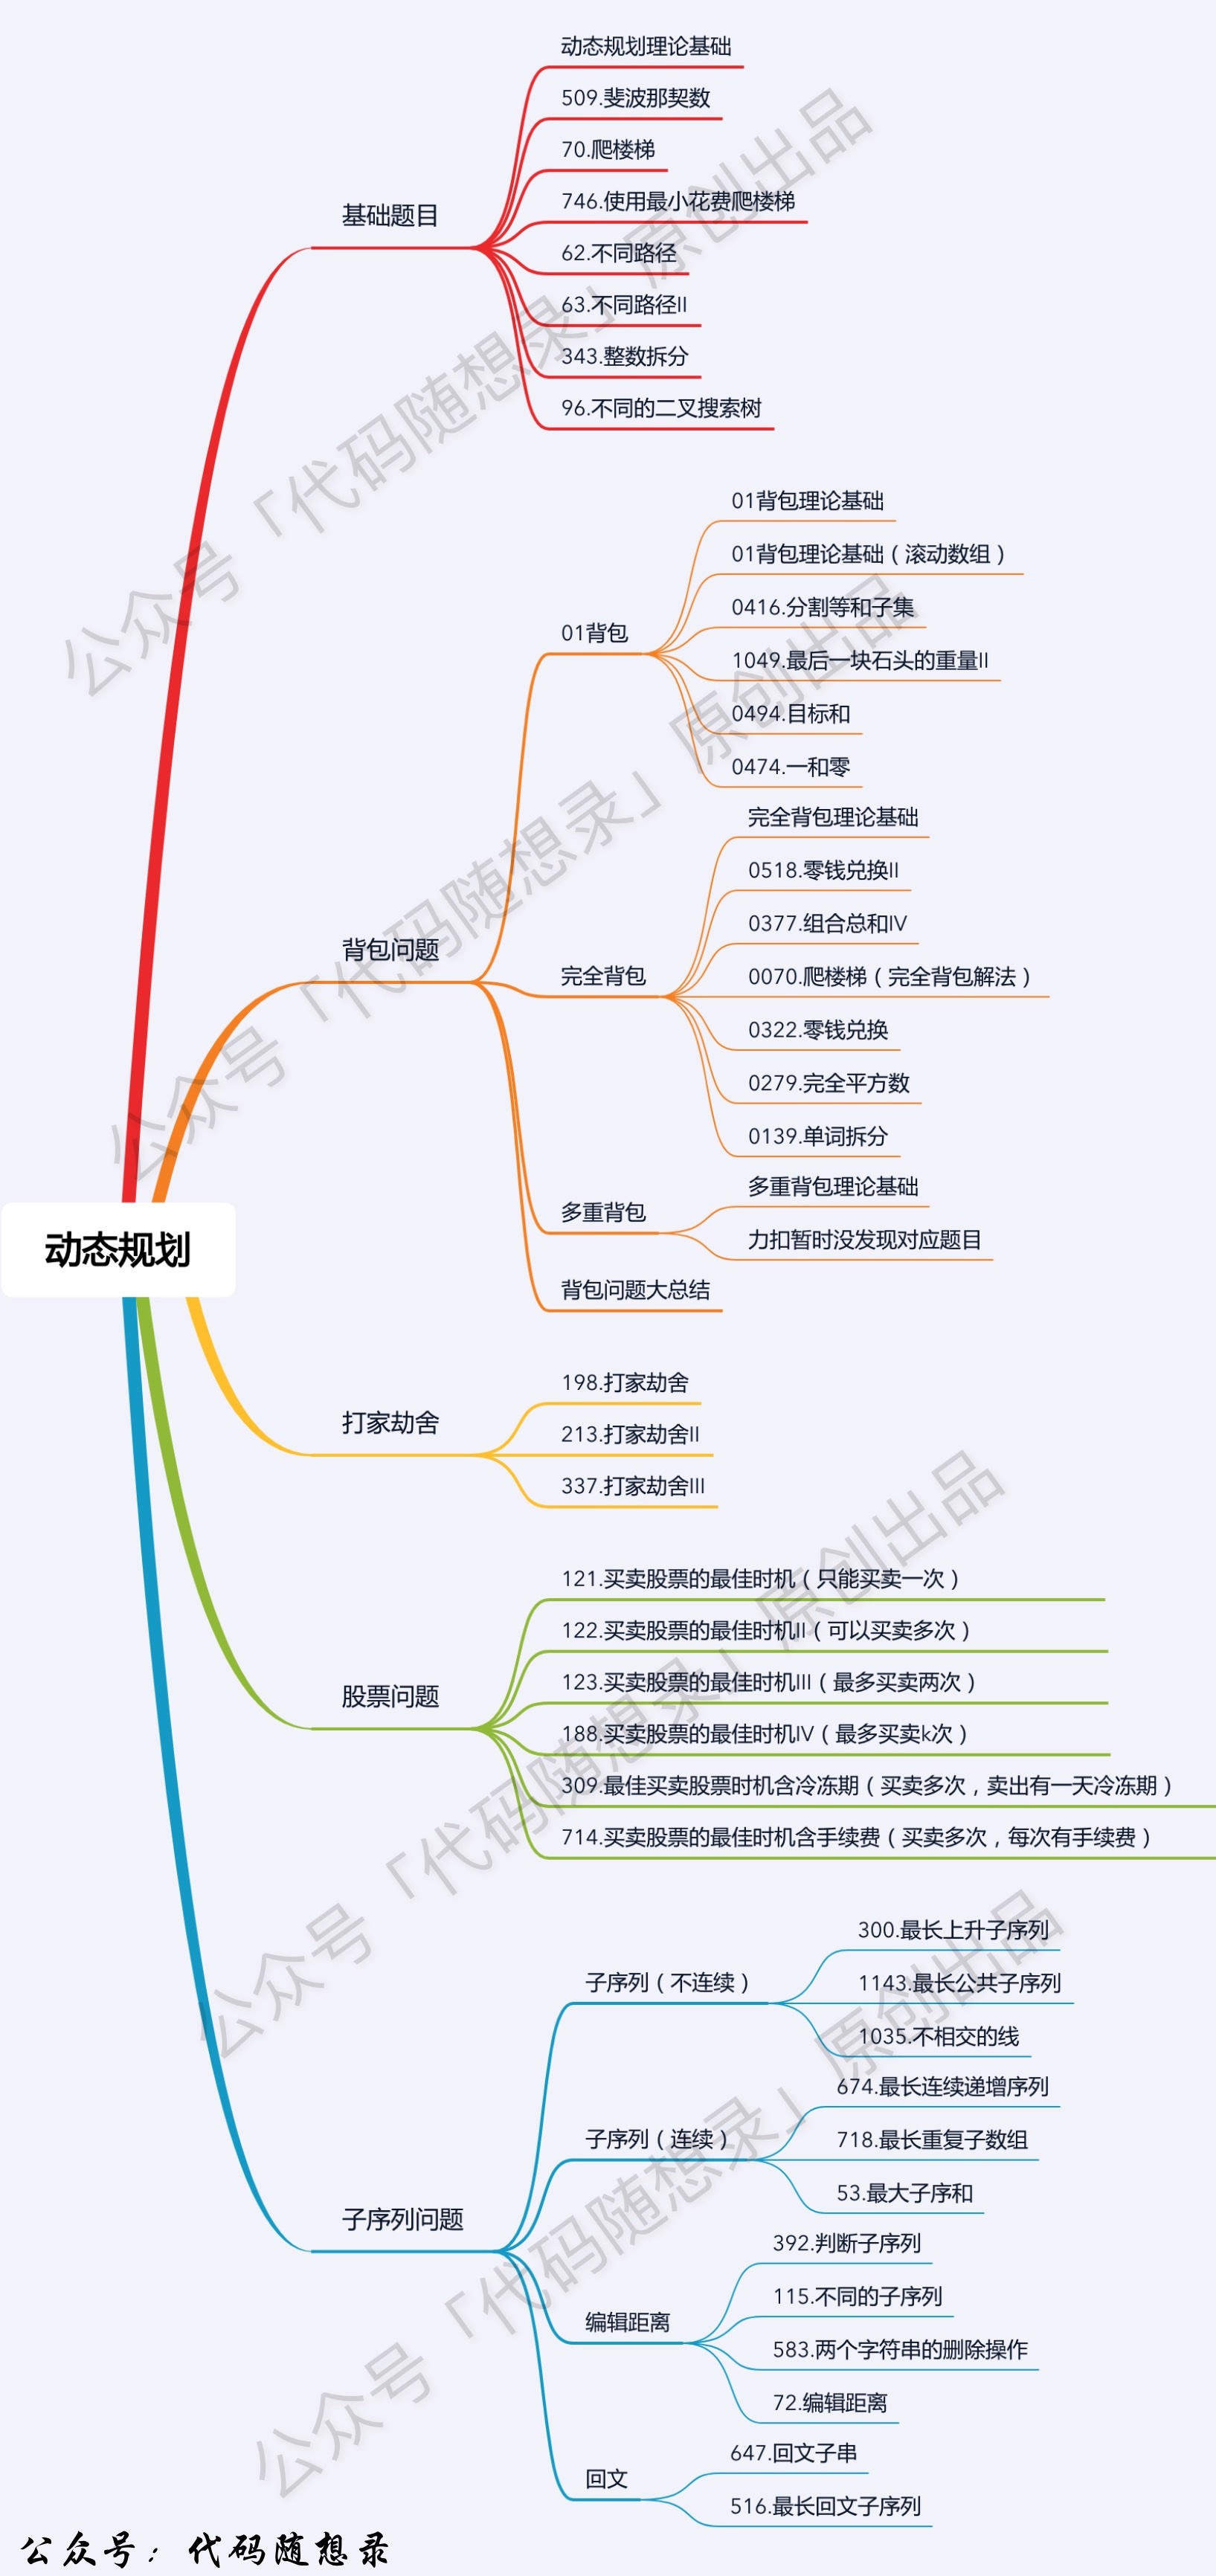 动态规划
基础题目
动态规划理论基础
509.斐波那契数
70.爬楼梯
746.使用最小花费爬楼梯
62.不同路径
63.不同路径II
343.整数拆分
96.不同的二叉搜索树
背包问题
01背包
01背包理论基础
01背包理论基础（滚动数组）
0416.分割等和子集
1049.最后一块石头的重量II
0494.目标和
0474.一和零
完全背包
完全背包理论基础
0518.零钱兑换II
0377.组合总和IV
0070.爬楼梯（完全背包解法）
0322.零钱兑换
0279.完全平方数
0139.单词拆分
多重背包
多重背包理论基础
力扣暂时没发现对应题目
背包问题大总结
打家劫舍
198.打家劫舍
213.打家劫舍II
337.打家劫舍III
股票问题
121.买卖股票的最佳时机（只能买卖一次）
122.买卖股票的最佳时机II（可以买卖多次）
123.买卖股票的最佳时机III（最多买卖两次）
188.买卖股票的最佳时机IV（最多买卖k次）
309.最佳买卖股票时机含冷冻期（买卖多次，卖出有一天冷冻期）
714.买卖股票的最佳时机含手续费（买卖多次，每次有手续费）
子序列问题
子序列（不连续）
300.最长上升子序列
1143.最长公共子序列
1035.不相交的线
子序列（连续）
674.最长连续递增序列
718.最长重复子数组
53.最大子序和
编辑距离
392.判断子序列
115.不同的子序列
583.两个字符串的删除操作
72.编辑距离
回文
647.回文子串
516.最长回文子序列
公众号「代码随想录」原创出品
公众号「代码随想录」原创出品
公众号「代码随想录」原创出品
公众号「代码随想录」原创出品
公众号：代码随想录